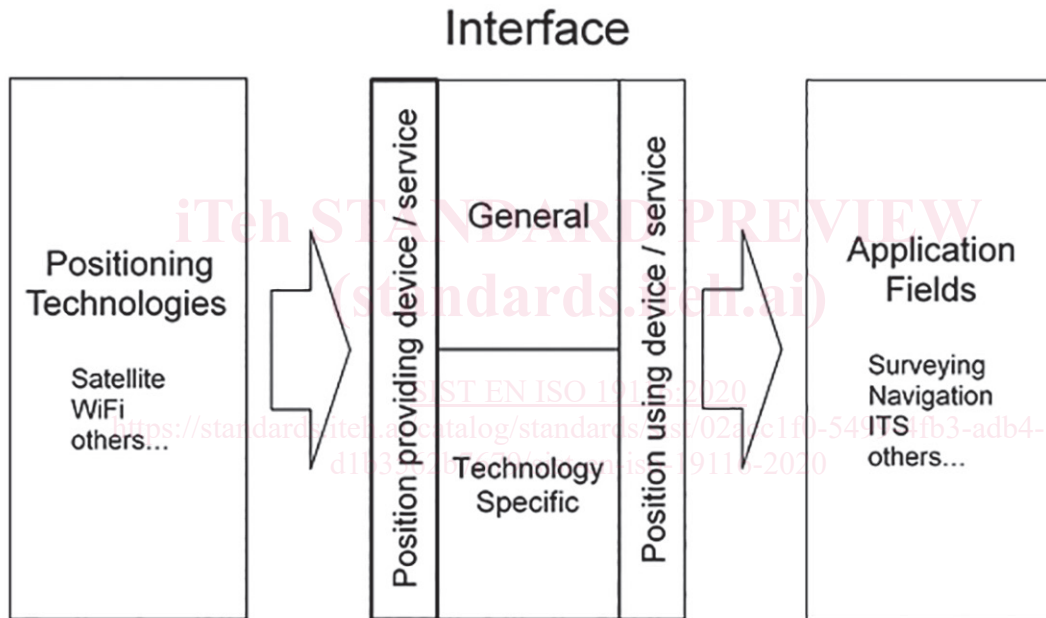 Interface
Positioning
Technologies
Satellite
WiFi
others...
Position providing device / service
General
Technology
Specific
Position using device / service
Application
Fields
Surveying
Navigation
ITS
others...
iTeh STANDARD PREVIEW
(standards.iteh.ai)
SIST EN ISO 19116:2020